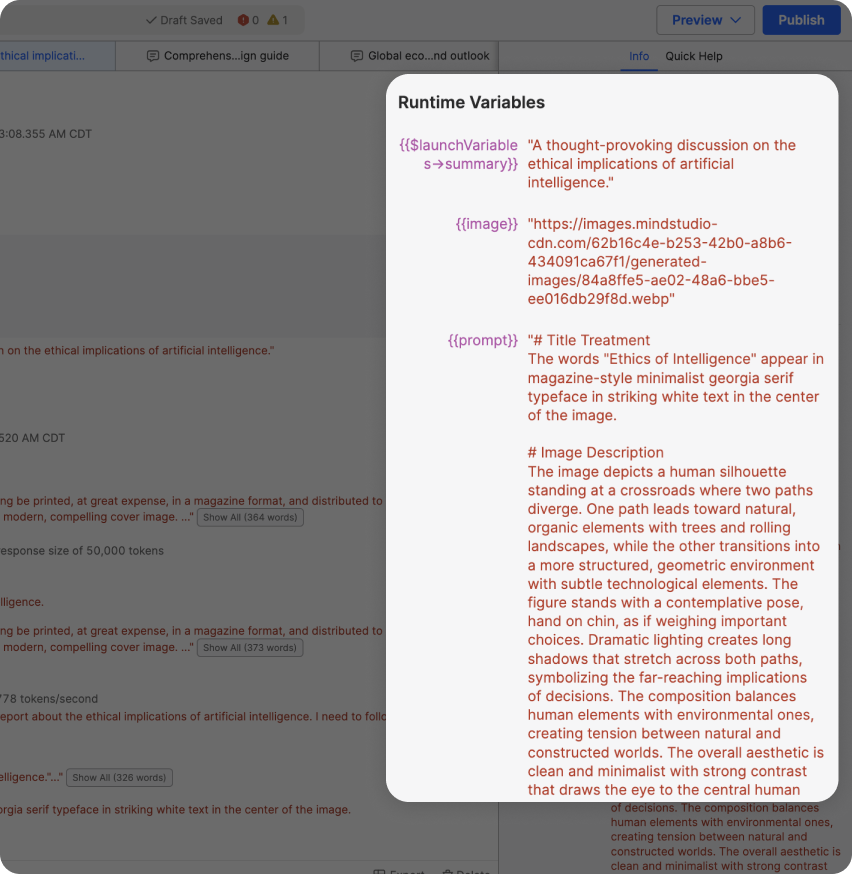 Draft Saved
0
1
Preview
Publish
thical implicati...
Comprehens...ign guide
Global eco...nd outlook
Info
Quick Help
3:08.355 AM CDT
n on the ethical implications of artificial intelligence."
520 AM CDT
ng be printed, at great expense, in a magazine format, and distributed to
modern, compelling cover image. ..." Show All (364 words)
response size of 50,000 tokens
lligence.
ng be printed, at great expense, in a magazine format, and distributed to
modern, compelling cover image. ..." Show All (373 words)
778 tokens/second
eport about the ethical implications of artificial intelligence. I need to follo
elligence."..." Show All (326 words)
orgia serif typeface in striking white text in the center of the image.
Export
Delete
Runtime Variables
{{$launchVariable
s→summary}}
"A thought-provoking discussion on the
ethical implications of artificial
intelligence."
{{image}}
"https://images.mindstudio-
cdn.com/62b16c4e-b253-42b0-a8b6-
434091ca67f1/generated-
images/84a8ffe5-ae02-48a6-bbe5-
ee016db29f8d.webp"
{{prompt}}
"# Title Treatment
The words "Ethics of Intelligence" appear in
magazine-style minimalist georgia serif
typeface in striking white text in the center
of the image.
# Image Description
The image depicts a human silhouette
standing at a crossroads where two paths
diverge. One path leads toward natural,
organic elements with trees and rolling
landscapes, while the other transitions into
a more structured, geometric environment
with subtle technological elements. The
figure stands with a contemplative pose,
hand on chin, as if weighing important
choices. Dramatic lighting creates long
shadows that stretch across both paths,
symbolizing the far-reaching implications
of decisions. The composition balances
human elements with environmental ones,
creating tension between natural and
constructed worlds. The overall aesthetic is
clean and minimalist with strong contrast
that draws the eye to the central human
of decisions. The composition balances
human elements with environmental ones,
creating tension between natural and
constructed worlds. The overall aesthetic is
clean and minimalist with strong contrast